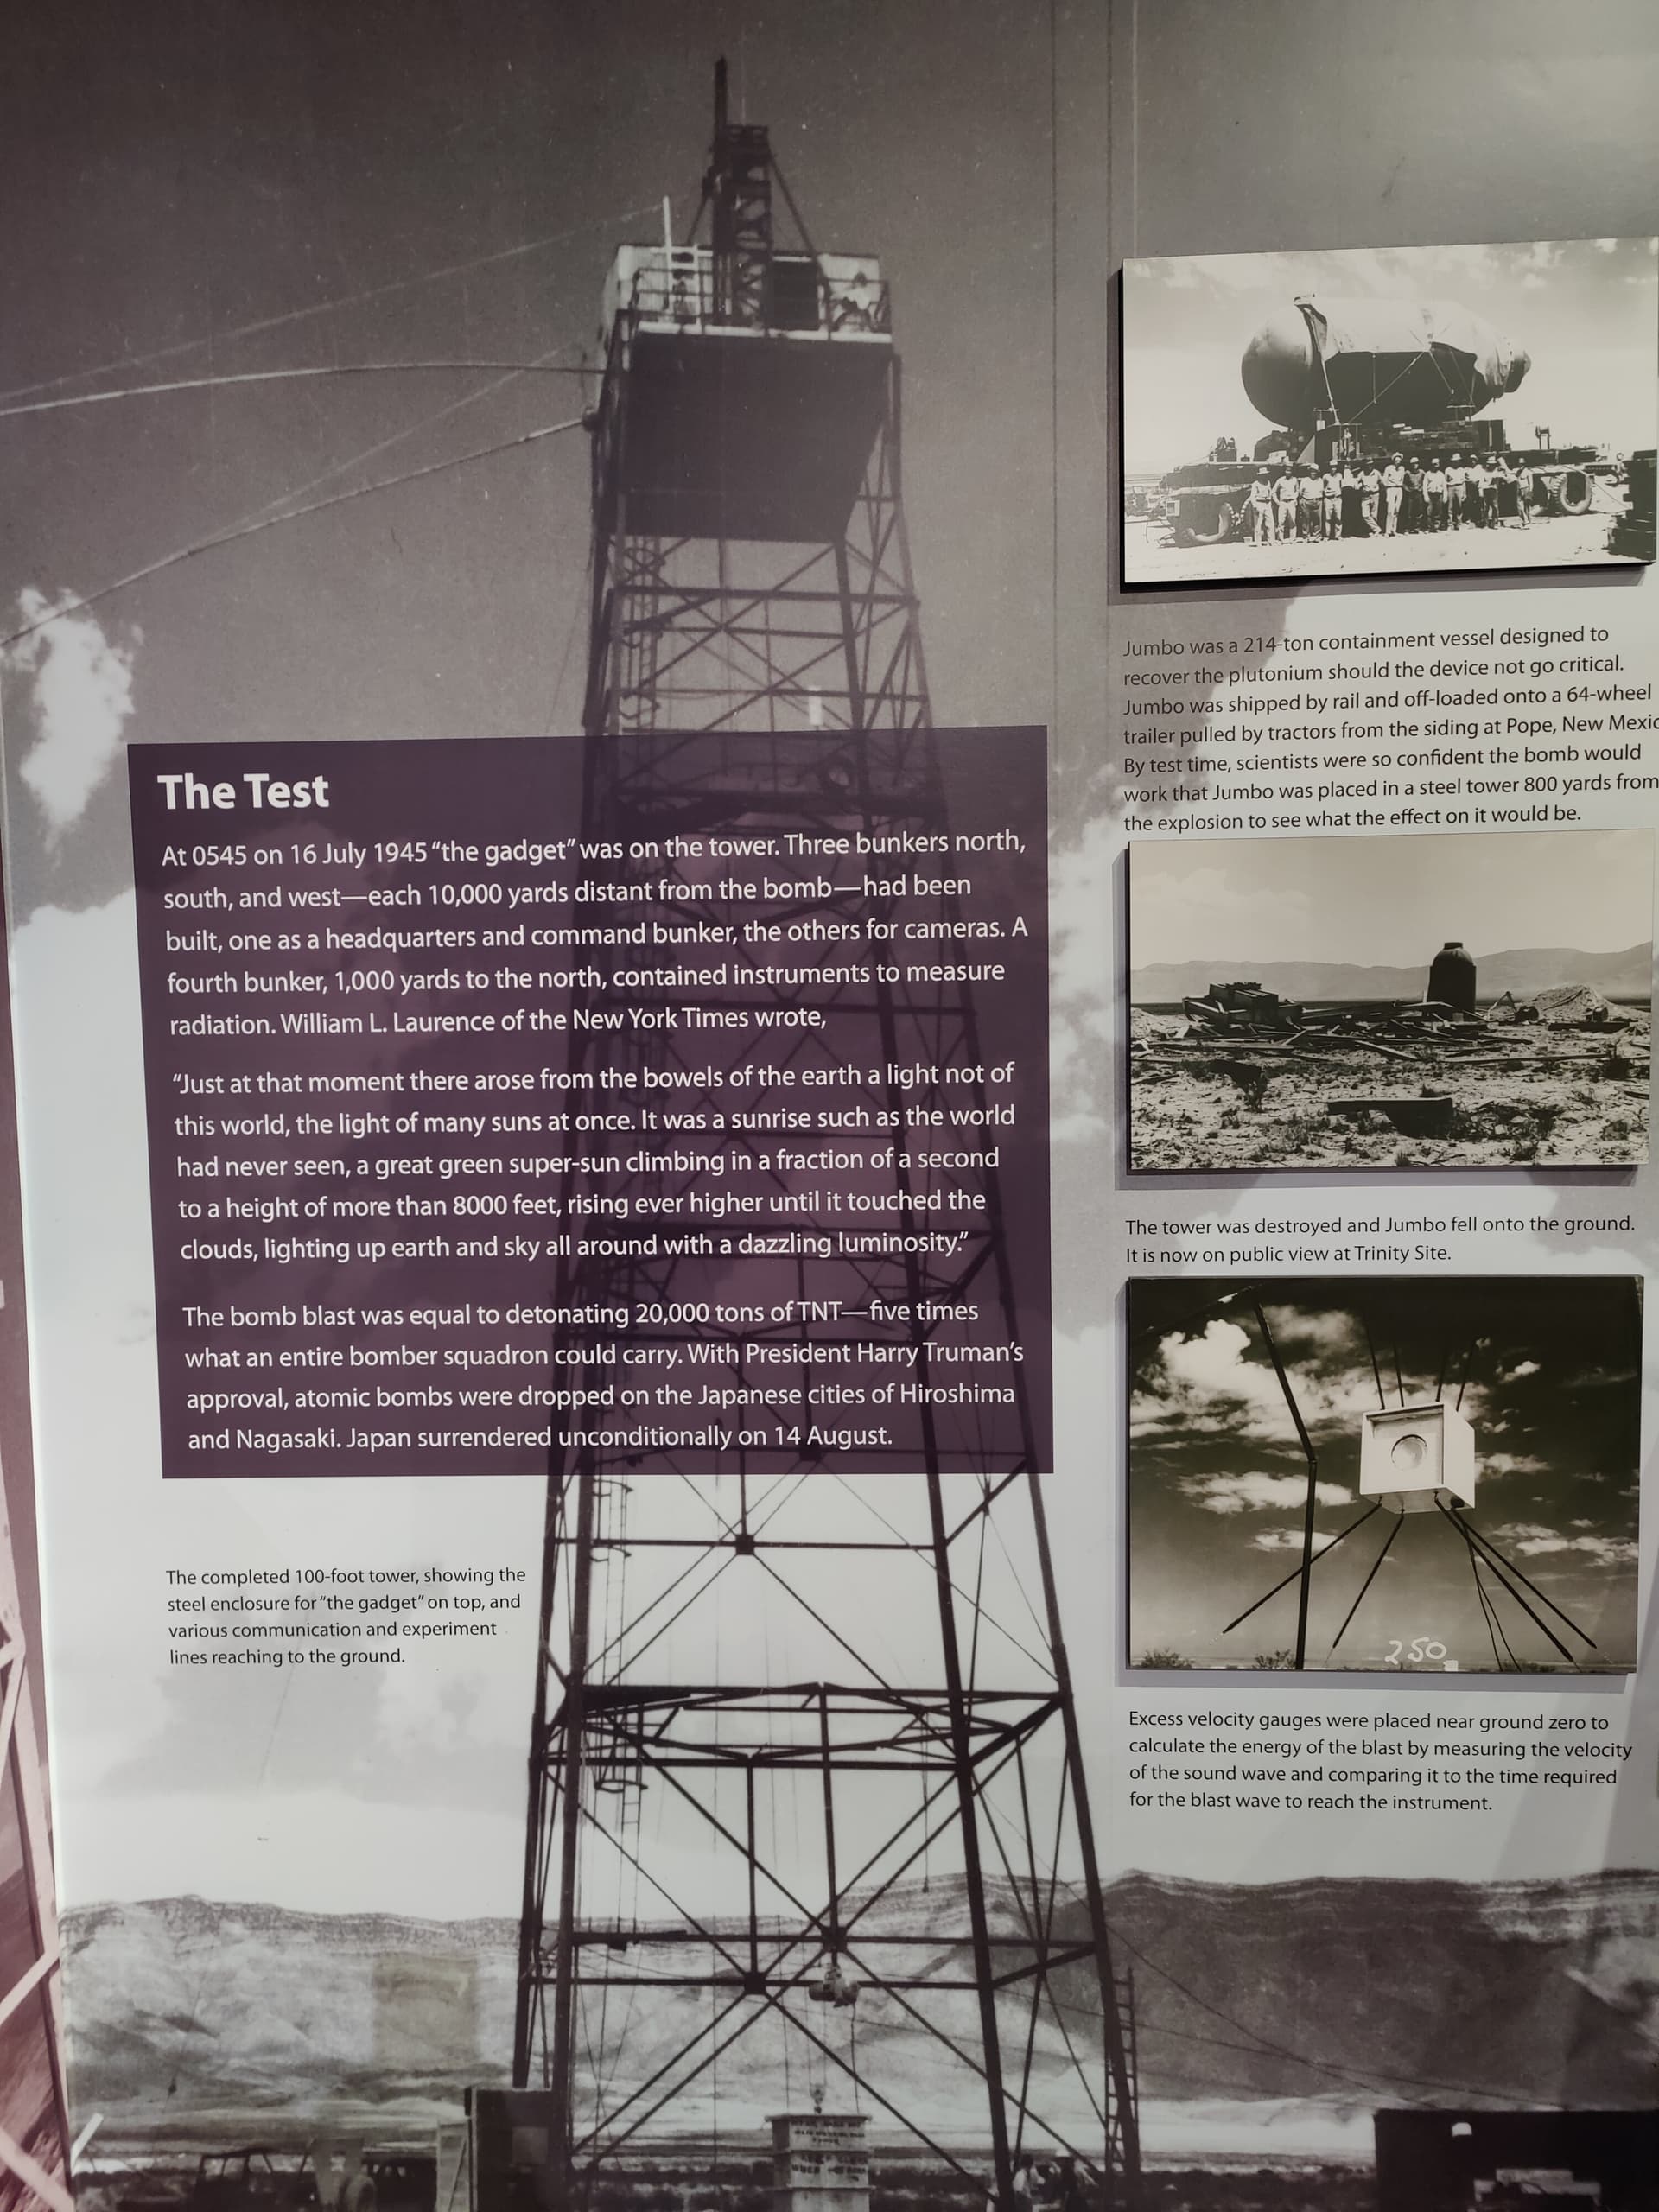 The Test
At 0545 on 16 July 1945 “the gadget” was on the tower. Three bunkers north,
south, and west—each 10,000 yards distant from the bomb—had been
built, one as a headquarters and command bunker, the others for cameras. A
fourth bunker, 1,000 yards to the north, contained instruments to measure
radiation. William L. Laurence of the New York Times wrote,
“Just at that moment there arose from the bowels of the earth a light not of
this world, the light of many suns at once. It was a sunrise such as the world
had never seen, a great green super-sun climbing in a fraction of a second
to a height of more than 8000 feet, rising ever higher until it touched the
clouds, lighting up earth and sky all around with a dazzling luminosity.”
The bomb blast was equal to detonating 20,000 tons of TNT—five times
what an entire bomber squadron could carry. With President Harry Truman’s
approval, atomic bombs were dropped on the Japanese cities of Hiroshima
and Nagasaki. Japan surrendered unconditionally on 14 August.
The completed 100-foot tower, showing the
steel enclosure for “the gadget” on top, and
various communication and experiment
lines reaching to the ground.
Jumbo was a 214-ton containment vessel designed to
recover the plutonium should the device not go critical.
Jumbo was shipped by rail and off-loaded onto a 64-wheel
trailer pulled by tractors from the siding at Pope, New Mexic
By test time, scientists were so confident the bomb would
work that Jumbo was placed in a steel tower 800 yards from
the explosion to see what the effect on it would be.
The tower was destroyed and Jumbo fell onto the ground.
It is now on public view at Trinity Site.
250
Excess velocity gauges were placed near ground zero to
calculate the energy of the blast by measuring the velocity
of the sound wave and comparing it to the time required
for the blast wave to reach the instrument.